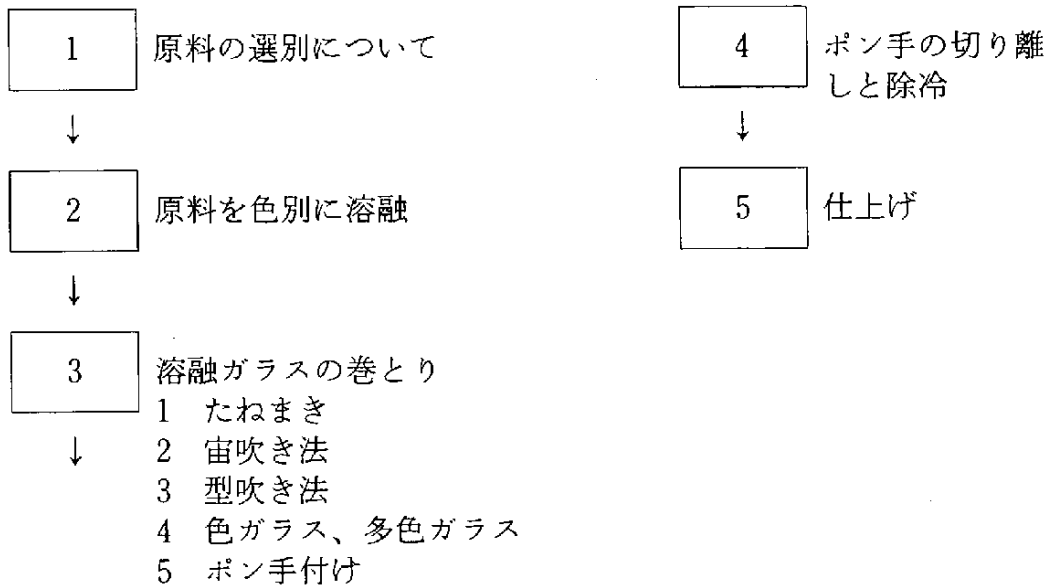 1 原料の選別について
↓
2 原料を色別に溶融
↓
3 溶融ガラスの巻とり
1 たねまき
2 宙吹き法
3 型吹き法
4 色ガラス、多色ガラス
5 ポン手付け
↓
4 ポン手の切り離
しと除冷
↓
5 仕上げ